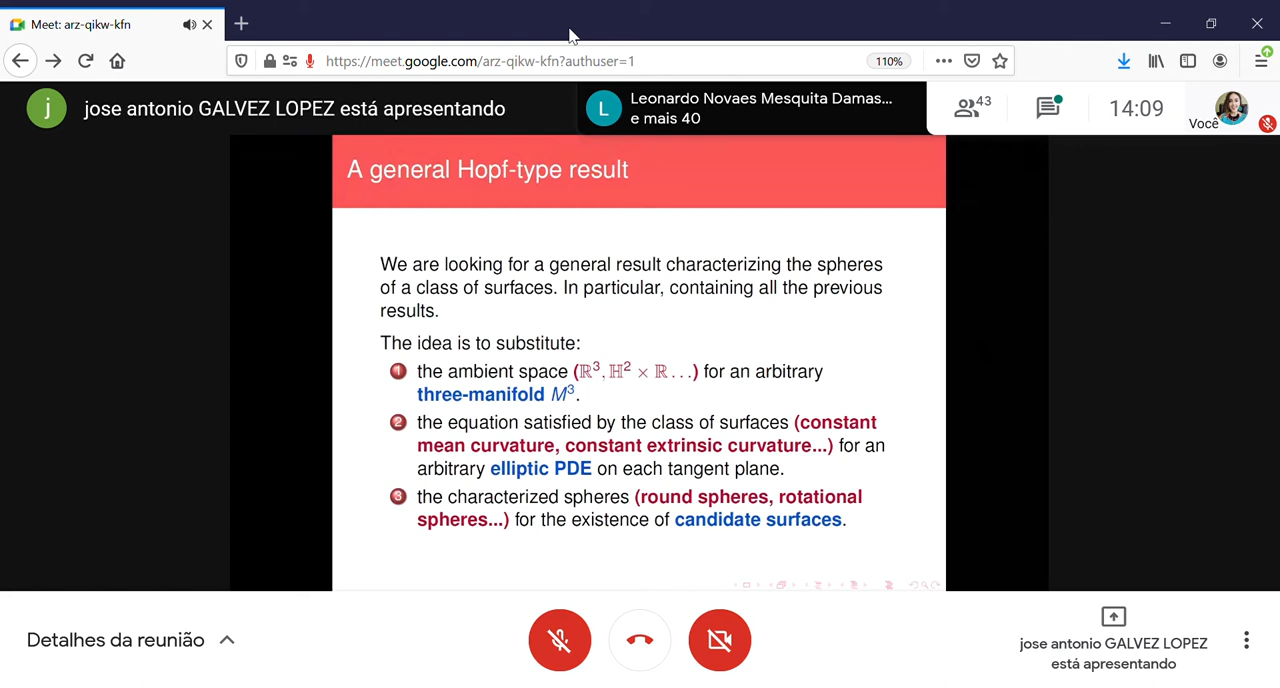 Meet: arz-qikw-kfn
https://meet.google.com/arz-qikw-kfn?authuser=1
110%
j
jose antonio GALVEZ LOPEZ está apresentando
L
Leonardo Novaes Mesquita Damas...
e mais 40
43
14:09
Você
A general Hopf-type result
We are looking for a general result characterizing the spheres
of a class of surfaces. In particular, containing all the previous
results.
The idea is to substitute:
1 the ambient space (ℝ³, ℍ² × ℝ . . .) for an arbitrary
three-manifold M³.
2 the equation satisfied by the class of surfaces (constant
mean curvature, constant extrinsic curvature...) for an
arbitrary elliptic PDE on each tangent plane.
3 the characterized spheres (round spheres, rotational
spheres...) for the existence of candidate surfaces.
Detalhes da reunião
jose antonio GALVEZ LOPEZ
está apresentando